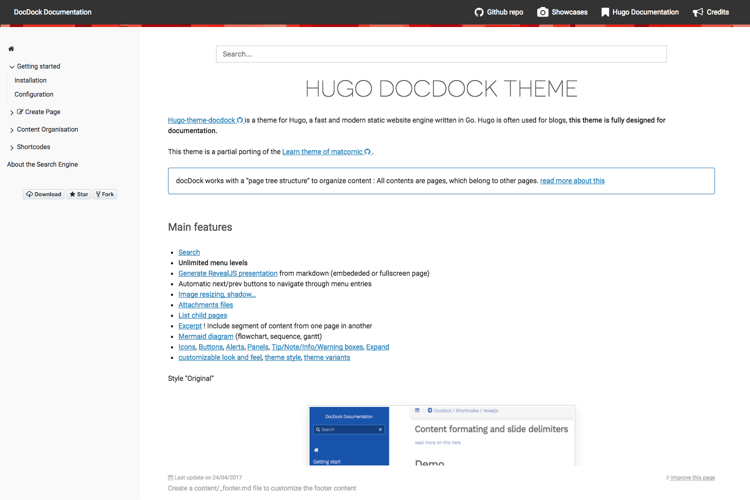 DocDock Documentation
Github repo
Showcases
Hugo Documentation
Credits
Getting started
Installation
Configuration
Create Page
Content Organisation
Shortcodes
About the Search Engine
Download
Star
Fork
Search...
HUGO DOCDOCK THEME
Hugo-theme-docdock is a theme for Hugo, a fast and modern static website engine written in Go. Hugo is often used for blogs, this theme is fully designed for
documentation.
This theme is a partial porting of the Learn theme of matcornic .
docDock works with a "page tree structure" to organize content : All contents are pages, which belong to other pages. read more about this
Main features
Search
Unlimited menu levels
Generate RevealJS presentation from markdown (embededed or fullscreen page)
Automatic next/prev buttons to navigate through menu entries
Image resizing, shadow...
Attachments files
List child pages
Excerpt ! Include segment of content from one page in another
Mermaid diagram (flowchart, sequence, gantt)
Icons, Buttons, Alerts, Panels, Tip/Note/Info/Warning boxes, Expand
customizable look and feel, theme style, theme variants
Style "Original"
DocDock Documentation
Search
Getting start
Docdock / Shortcodes / revealjs
Content formating and slide delimiters
read more on this here
Demo
Last update on 24/04/2017
Improve this page
Create a content/_footer.md file to customize the footer content